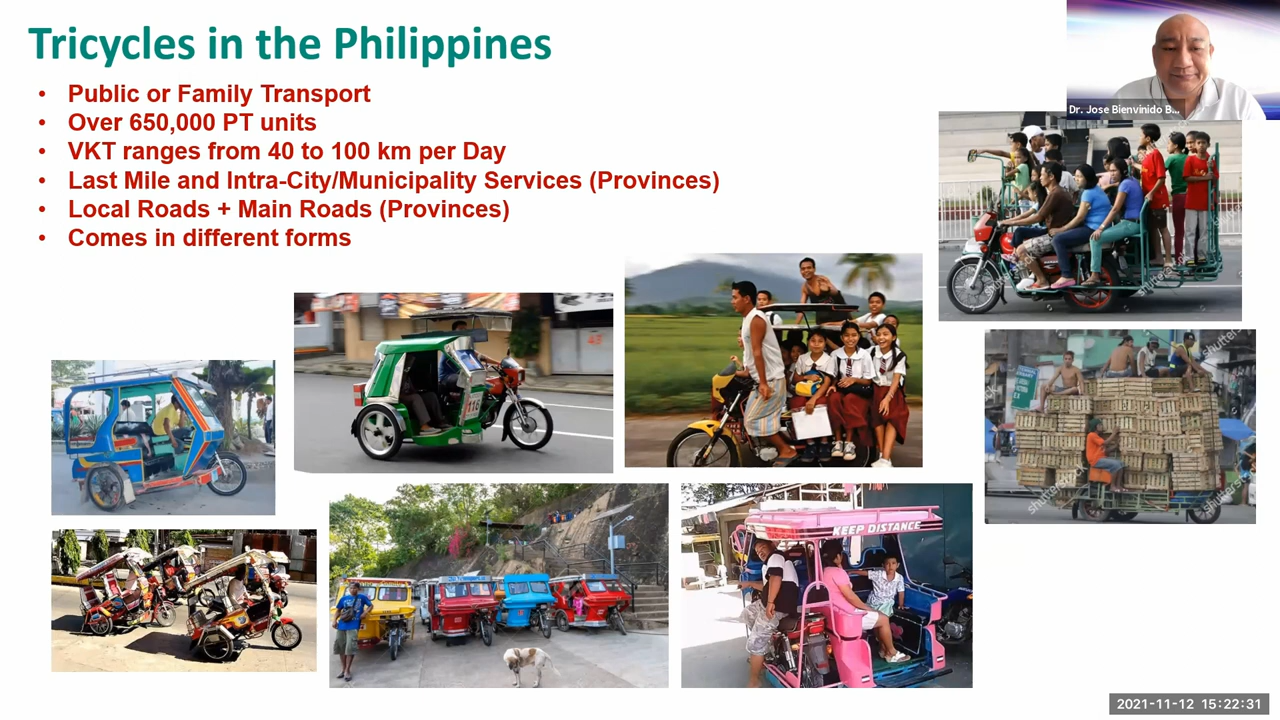 Tricycles in the Philippines
• Public or Family Transport
• Over 650,000 PT units
• VKT ranges from 40 to 100 km per Day
• Last Mile and Intra-City/Municipality Services (Provinces)
• Local Roads + Main Roads (Provinces)
• Comes in different forms
Dr. Jose Bienvinido B...
KEEP DISTANCE
2021-11-12 15:22:31